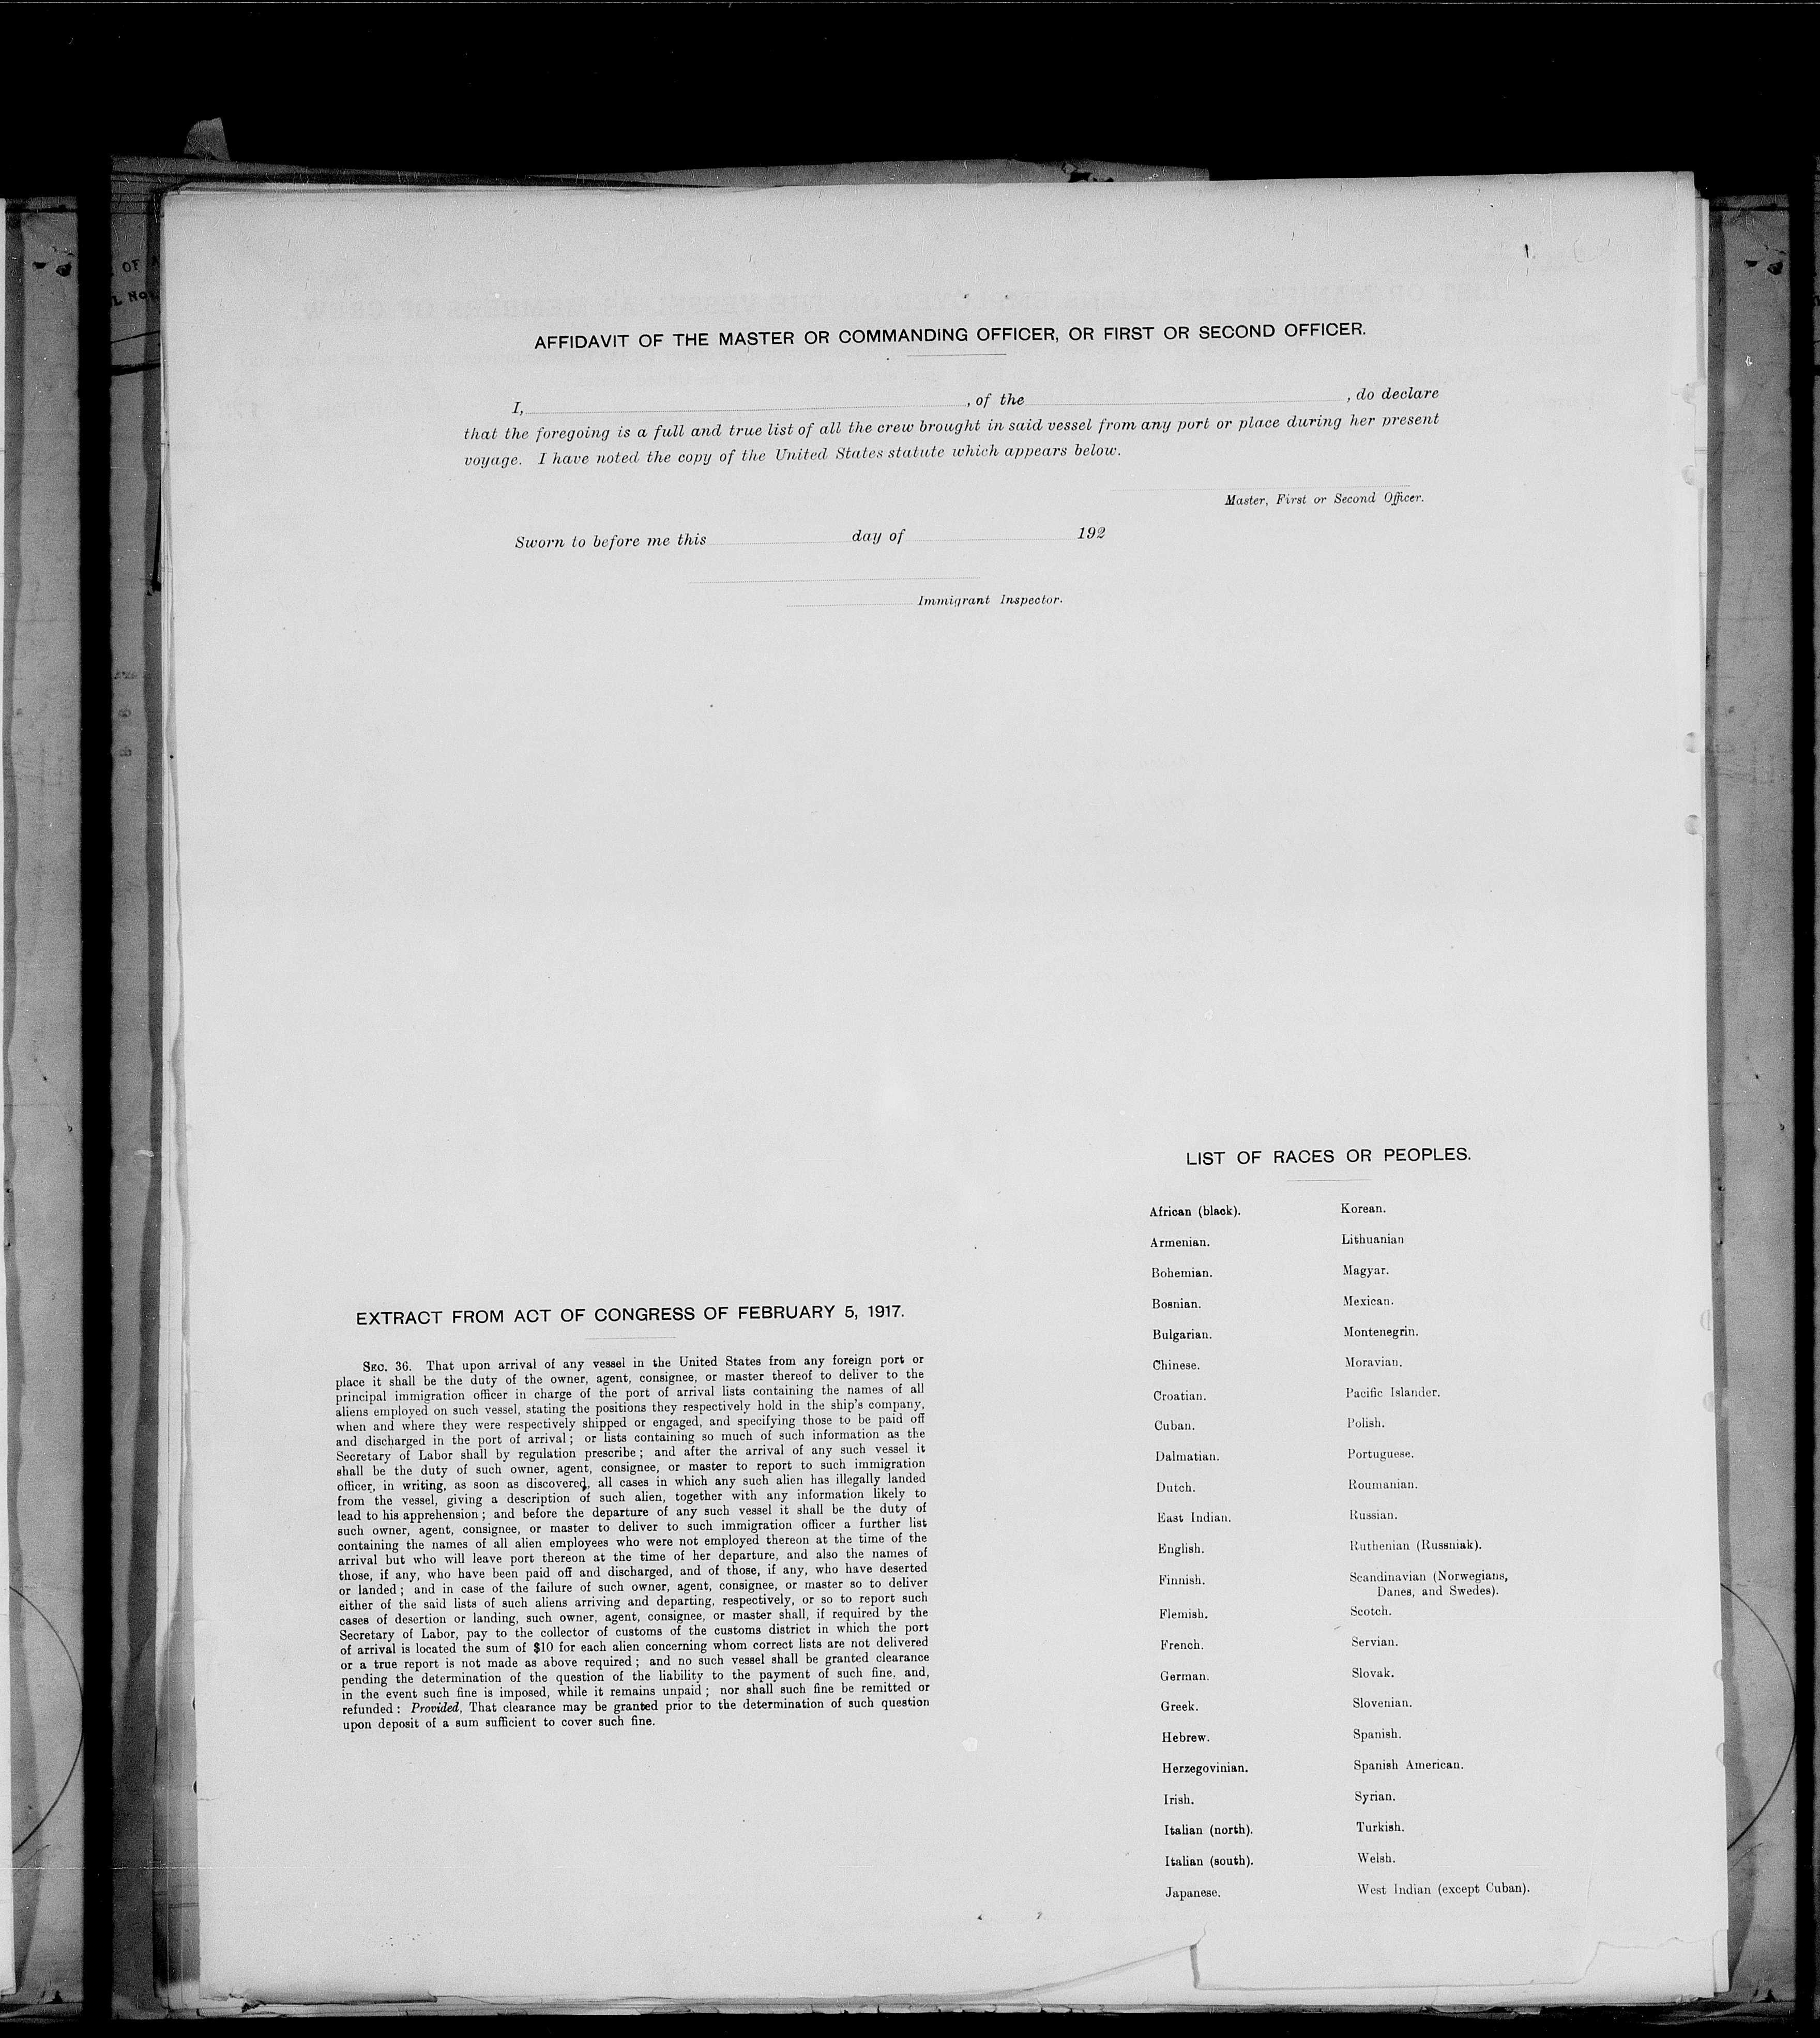 AFFIDAVIT OF THE MASTER OR COMMANDING OFFICER, OR FIRST OR SECOND OFFICER.
I, , of the , do declare
that the foregoing is a full and true list of all the crew brought in said vessel from any port or place during her present
voyage. I have noted the copy of the United States statute which appears below.
Master, First or Second Officer.
Sworn to before me this day of 192
Immigrant Inspector.
EXTRACT FROM ACT OF CONGRESS OF FEBRUARY 5, 1917.
SEC. 36. That upon arrival of any vessel in the United States from any foreign port or
place it shall be the duty of the owner, agent, consignee, or master thereof to deliver to the
principal immigration officer in charge of the port of arrival lists containing the names of all
aliens employed on such vessel, stating the positions they respectively hold in the ship's company,
when and where they were respectively shipped or engaged, and specifying those to be paid off
and discharged in the port of arrival; or lists containing so much of such information as the
Secretary of Labor shall by regulation prescribe; and after the arrival of any such vessel it
shall be the duty of such owner, agent, consignee, or master to report to such immigration
officer, in writing, as soon as discovered, all cases in which any such alien has illegally landed
from the vessel, giving a description of such alien, together with any information likely to
lead to his apprehension; and before the departure of any such vessel it shall be the duty of
such owner, agent, consignee, or master to deliver to such immigration officer a further list
containing the names of all alien employees who were not employed thereon at the time of the
arrival but who will leave port thereon at the time of her departure, and also the names of
those, if any, who have been paid off and discharged, and of those, if any, who have deserted
or landed; and in case of the failure of such owner, agent, consignee, or master so to deliver
either of the said lists of such aliens arriving and departing, respectively, or so to report such
cases of desertion or landing, such owner, agent, consignee, or master shall, if required by the
Secretary of Labor, pay to the collector of customs of the customs district in which the port
of arrival is located the sum of $10 for each alien concerning whom correct lists are not delivered
or a true report is not made as above required; and no such vessel shall be granted clearance
pending the determination of the question of the liability to the payment of such fine, and,
in the event such fine is imposed, while it remains unpaid; nor shall such fine be remitted or
refunded: Provided, That clearance may be granted prior to the determination of such question
upon deposit of a sum sufficient to cover such fine.
LIST OF RACES OR PEOPLES.
African (black).
Armenian.
Bohemian.
Bosnian.
Bulgarian.
Chinese.
Croatian.
Cuban.
Dalmatian.
Dutch.
East Indian.
English.
Finnish.
Flemish.
French.
German.
Greek.
Hebrew.
Herzegovinian.
Irish.
Italian (north).
Italian (south).
Japanese.
Korean.
Lithuanian
Magyar.
Mexican.
Montenegrin.
Moravian.
Pacific Islander.
Polish.
Portuguese.
Roumanian.
Russian.
Ruthenian (Russniak).
Scandinavian (Norwegians,
Danes, and Swedes).
Scotch.
Servian.
Slovak.
Slovenian.
Spanish.
Spanish American.
Syrian.
Turkish.
Welsh.
West Indian (except Cuban).